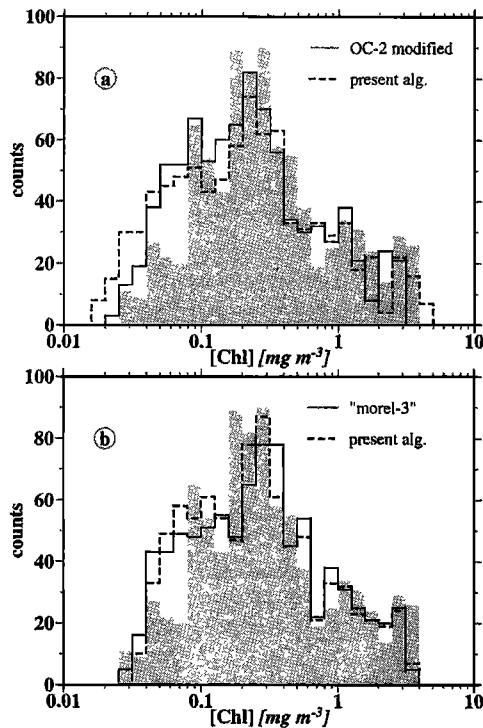 100
80
60
40
20
0
counts
a
OC-2 modified
present alg.
0.01 0.1 1 10
[Chl] [mg m-3]
100
80
60
40
20
0
counts
b
"morel-3"
present alg.
0.01 0.1 1 10
[Chl] [mg m-3]